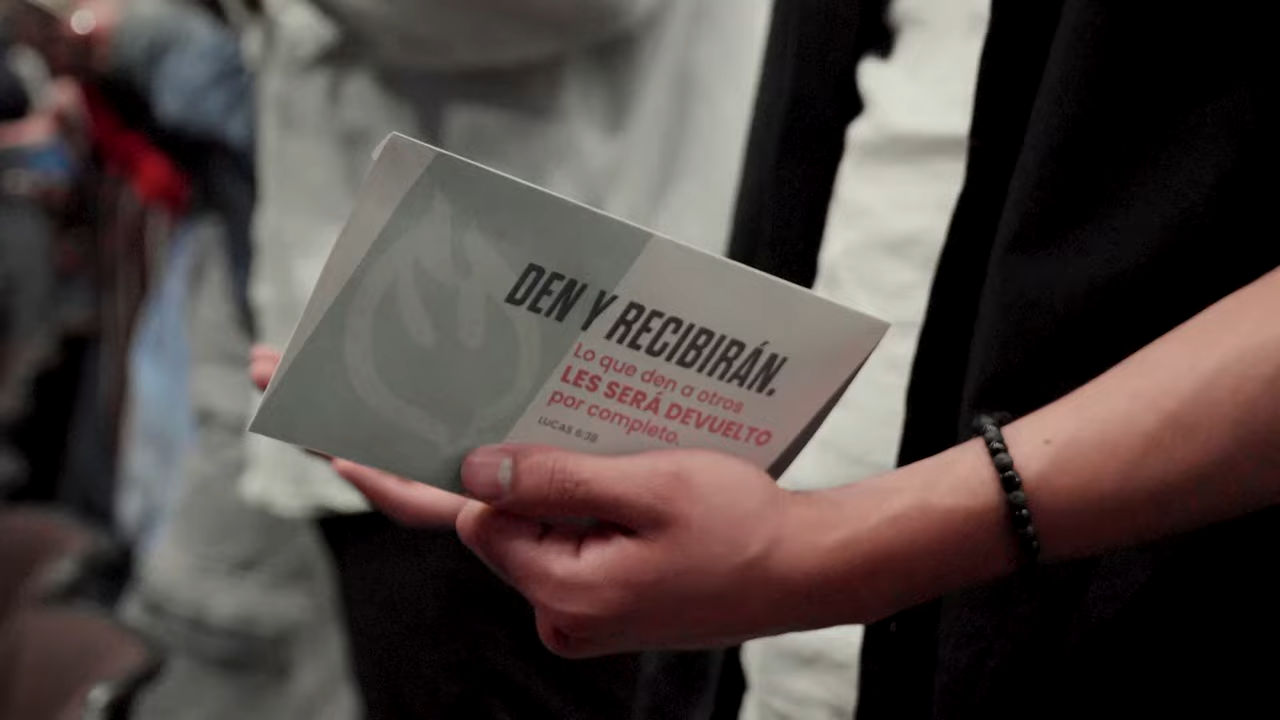 DEN Y RECIBIRÁN.
Lo que den a otros
LES SERÁ DEVUELTO
por completo.
LUCAS 6:38